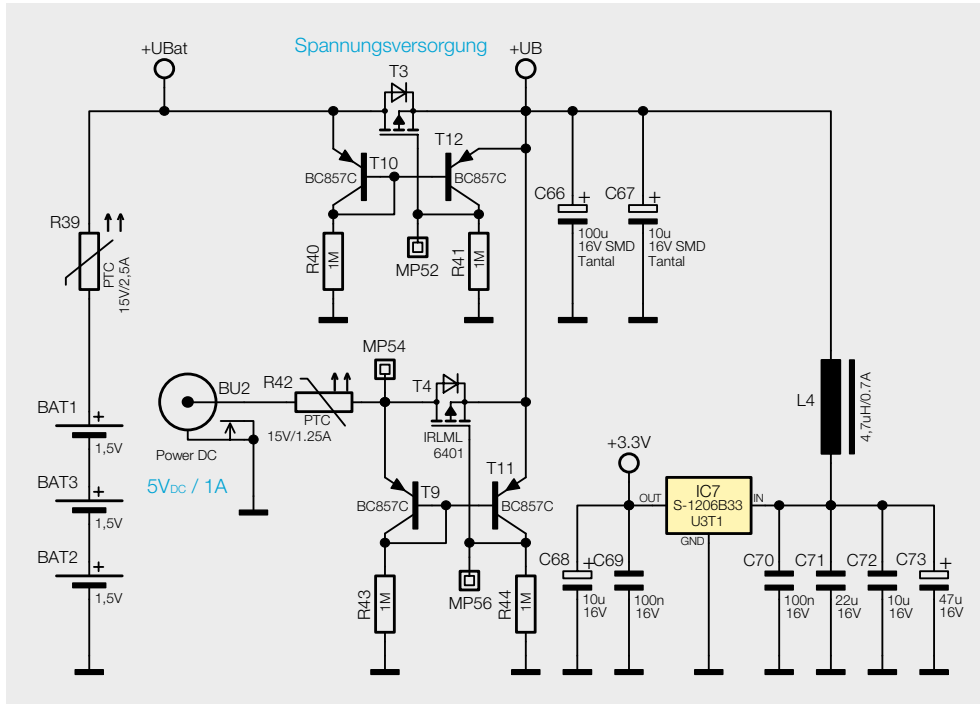 Spannungsversorgung
+UBat
+UB
T3
T12
T10
BC857C
BC857C
R39
PTC
15V/2,5A
R40
1M
MP52
R41
1M
C66
+
100u
16V SMD
Tantal
C67
+
10u
16V SMD
Tantal
MP54
BU2
R42
PTC
15V/1.25A
T4
IRLML
6401
Power DC
5VDC / 1A
BAT1
+
1,5V
BAT3
+
1,5V
BAT2
+
1,5V
T11
T9
BC857C
BC857C
R43
1M
MP56
R44
1M
L4
4,7uH/0.7A
+3.3V
OUT
IC7
S-1206B33
U3T1
IN
GND
C68
+
10u
16V
C69
100n
16V
C70
100n
16V
C71
22u
16V
C72
10u
16V
C73
+
47u
16V